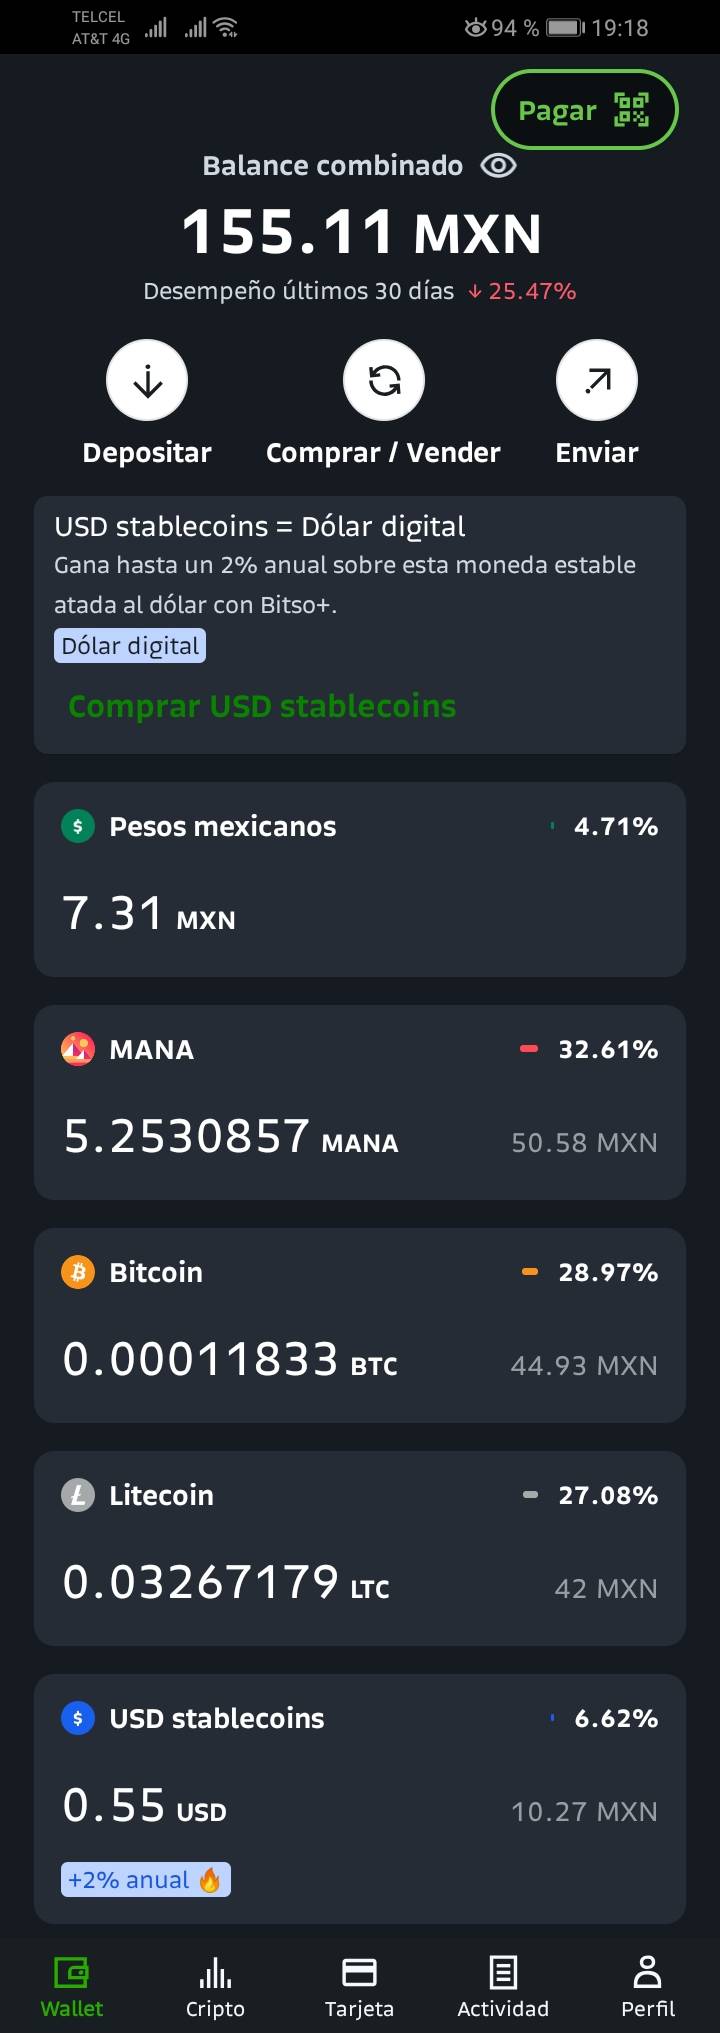 TELCEL
AT&T 4G
94 % 19:18
Pagar
Balance combinado
155.11 MXN
Desempeño últimos 30 días ↓ 25.47%
Depositar Comprar / Vender Enviar
USD stablecoins = Dólar digital
Gana hasta un 2% anual sobre esta moneda estable
atada al dólar con Bitso+.
Dólar digital
Comprar USD stablecoins
$ Pesos mexicanos 4.71%
7.31 MXN
MANA 32.61%
5.2530857 MANA 50.58 MXN
Bitcoin 28.97%
0.00011833 BTC 44.93 MXN
Litecoin 27.08%
0.03267179 LTC 42 MXN
$ USD stablecoins 6.62%
0.55 USD 10.27 MXN
+2% anual 🔥
Wallet Cripto Tarjeta Actividad Perfil